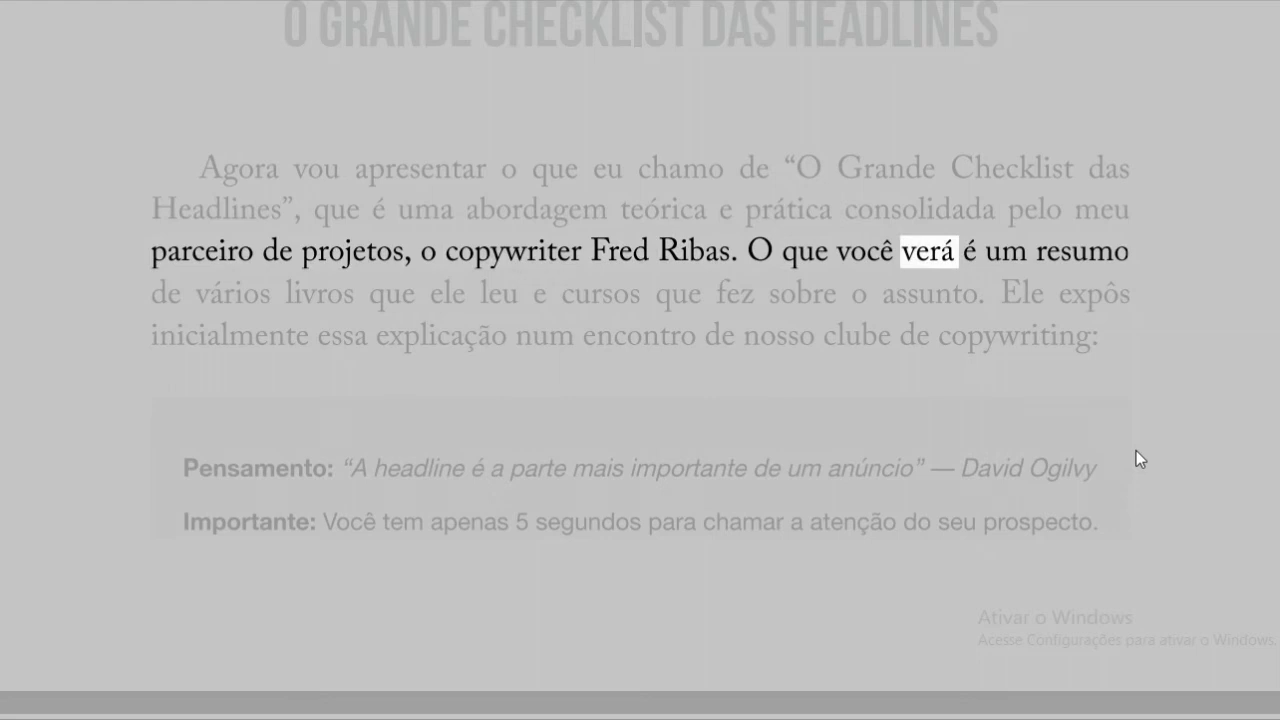 O GRANDE CHECKLIST DAS HEADLINES
Agora vou apresentar o que eu chamo de “O Grande Checklist das
Headlines”, que é uma abordagem teórica e prática consolidada pelo meu
parceiro de projetos, o copywriter Fred Ribas. O que você verá é um resumo
de vários livros que ele leu e cursos que fez sobre o assunto. Ele expôs
inicialmente essa explicação num encontro de nosso clube de copywriting:
Pensamento: “A headline é a parte mais importante de um anúncio” — David Ogilvy
Importante: Você tem apenas 5 segundos para chamar a atenção do seu prospecto.
Ativar o Windows
Acesse Configurações para ativar o Windows.